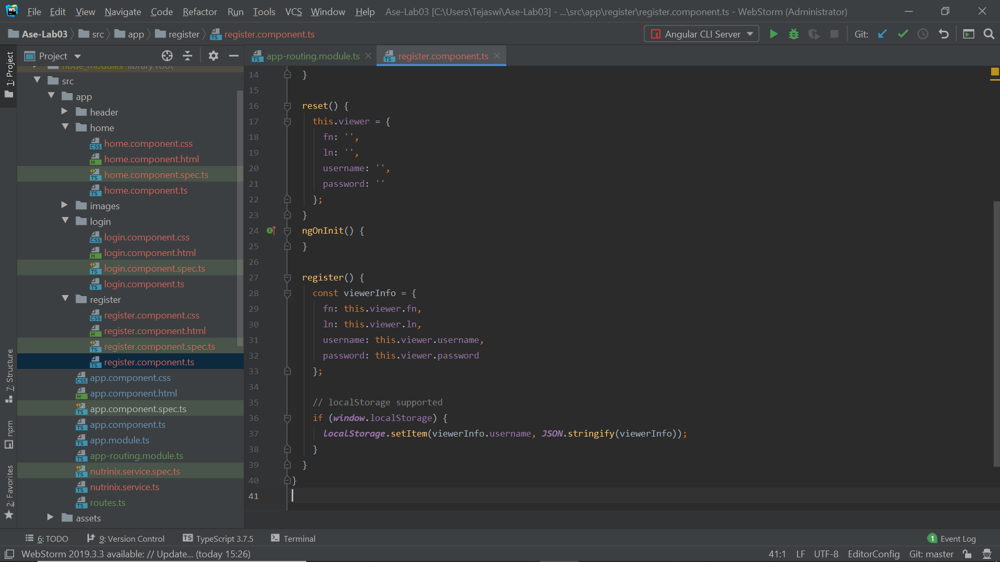 WS File Edit View Navigate Code Refactor Run Tools VCS Window Help Ase-Lab03 [C:\Users\Tejaswi\Ase-Lab03] - ...\src\app\register\register.component.ts - WebStorm (Administrator)
Ase-Lab03 src app register register.component.ts Angular CLI Server Git:
Project
app-routing.module.ts register.component.ts
1: Project
7: Structure
npm
2: Favorites
node_modules library root
src
app
header
home
home.component.css
home.component.html
home.component.spec.ts
home.component.ts
images
login
login.component.css
login.component.html
login.component.spec.ts
login.component.ts
register
register.component.css
register.component.html
register.component.spec.ts
register.component.ts
app.component.css
app.component.html
app.component.spec.ts
app.component.ts
app.module.ts
app-routing.module.ts
nutrinix.service.spec.ts
nutrinix.service.ts
routes.ts
assets
14 }
15
16 reset() {
17 this.viewer = {
18 fn: '',
19 ln: '',
20 username: '',
21 password: ''
22 };
23 }
24 ngOnInit() {
25 }
26
27 register() {
28 const viewerInfo = {
29 fn: this.viewer.fn,
30 ln: this.viewer.ln,
31 username: this.viewer.username,
32 password: this.viewer.password
33 };
34
35 // localStorage supported
36 if (window.localStorage) {
37 localStorage.setItem(viewerInfo.username, JSON.stringify(viewerInfo));
38 }
39 }
40 }
41
6: TODO 9: Version Control TS TypeScript 3.7.5 Terminal 1 Event Log
WebStorm 2019.3.3 available: // Update... (today 15:26) 41:1 LF UTF-8 EditorConfig Git: master